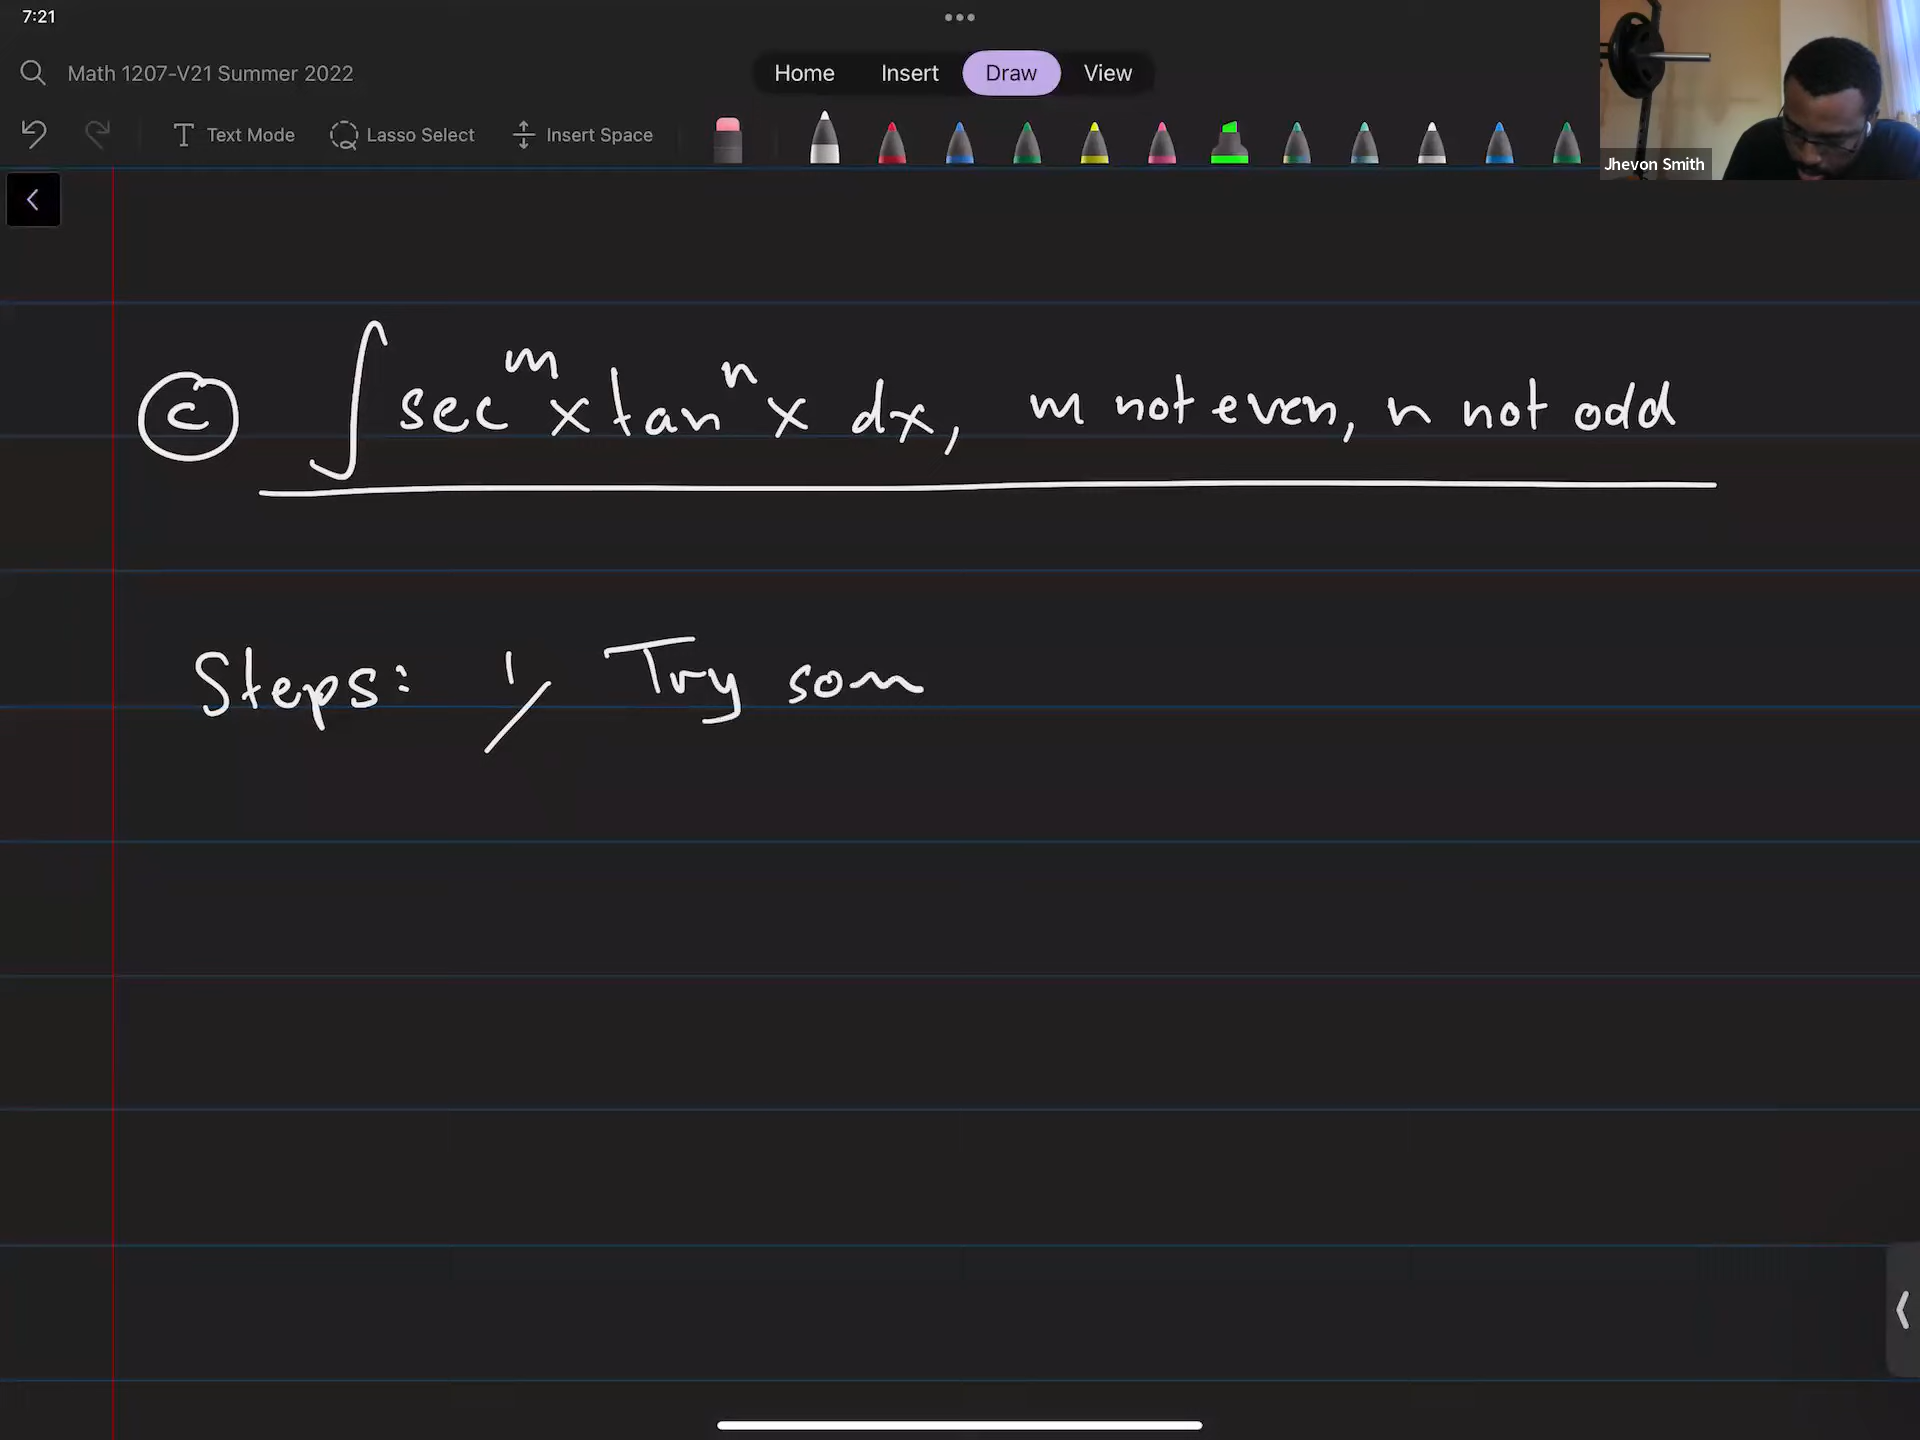 7:21
Math 1207-V21 Summer 2022
Home Insert Draw View
Text Mode Lasso Select Insert Space
Jhevon Smith
c ∫ sec^m x tan^n x dx, m not even, n not odd
Steps: 1/ Try som